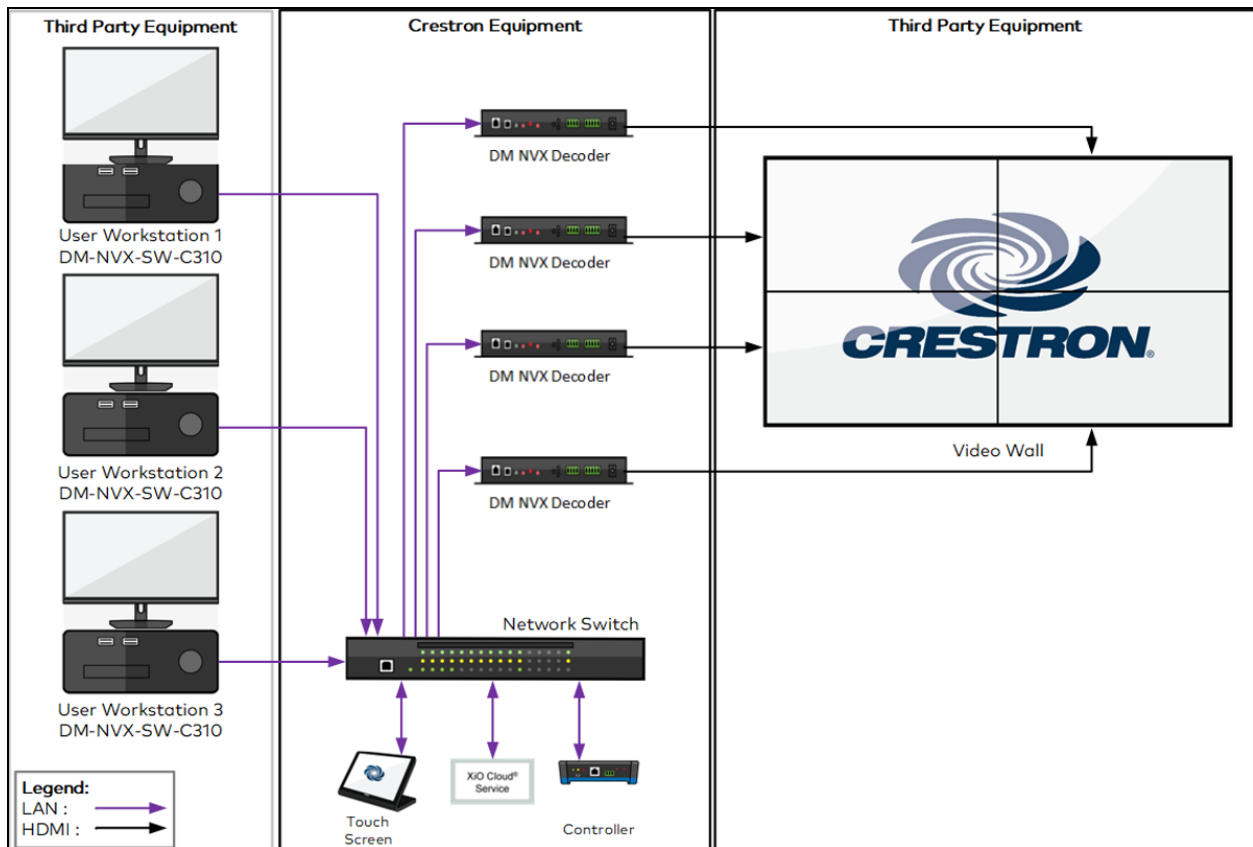 Third Party Equipment
Crestron Equipment
Third Party Equipment
User Workstation 1
DM-NVX-SW-C310
User Workstation 2
DM-NVX-SW-C310
User Workstation 3
DM-NVX-SW-C310
DM NVX Decoder
DM NVX Decoder
DM NVX Decoder
DM NVX Decoder
Network Switch
Touch
Screen
XiO Cloud®
Service
Controller
CRESTRON®
Video Wall
Legend:
LAN :
HDMI :